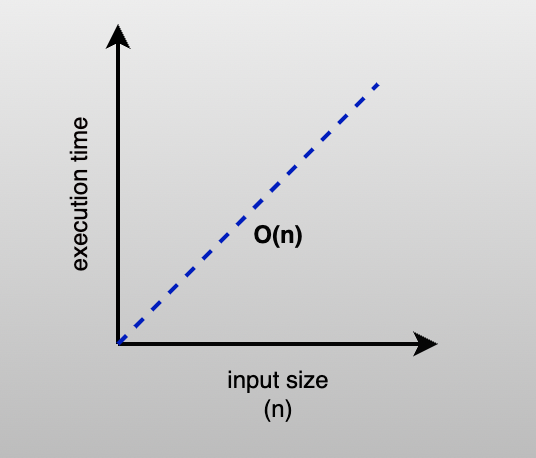 execution time
O(n)
input size
(n)